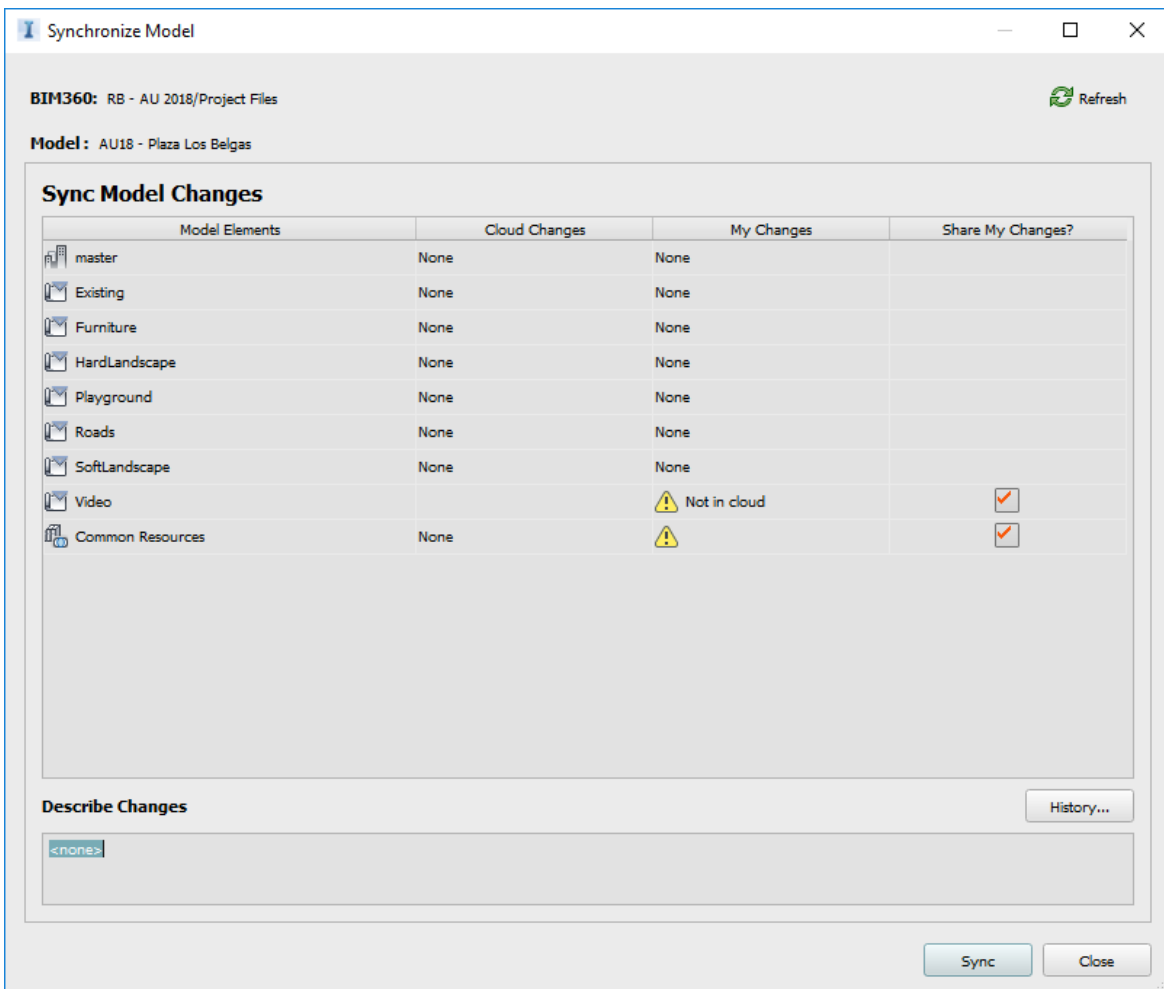 Synchronize Model
BIM360: RB - AU 2018/Project Files
Refresh
Model : AU18 - Plaza Los Belgas
Sync Model Changes
Model Elements Cloud Changes My Changes Share My Changes?
master None None
Existing None None
Furniture None None
HardLandscape None None
Playground None None
Roads None None
SoftLandscape None None
Video Not in cloud
Common Resources None
Describe Changes
History...
<none>
Sync Close